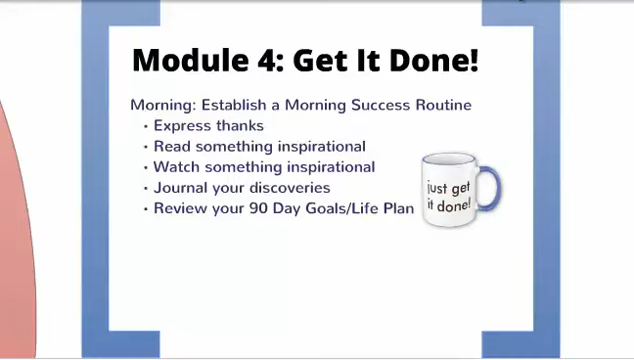 Module 4: Get It Done!
Morning: Establish a Morning Success Routine
• Express thanks
• Read something inspirational
• Watch something inspirational
• Journal your discoveries
• Review your 90 Day Goals/Life Plan
just get
it done!